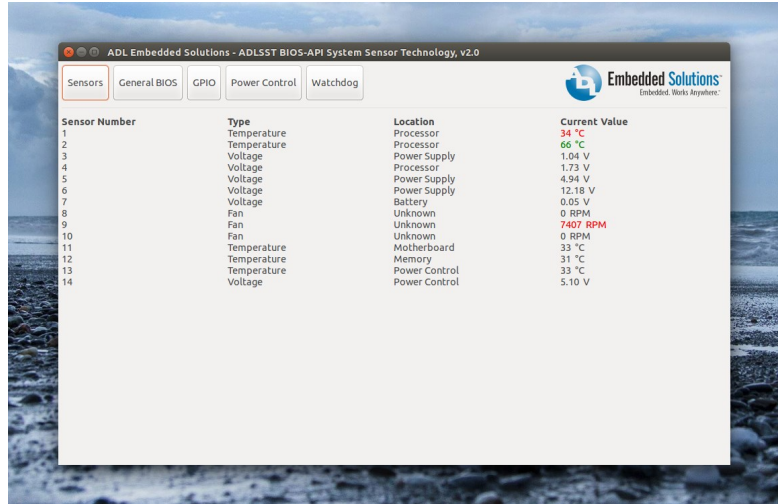 ADL Embedded Solutions - ADLSST BIOS-API System Sensor Technology, v2.0
Sensors General BIOS GPIO Power Control Watchdog
Embedded Solutions
Embedded. Works Anywhere.
Sensor Number Type Location Current Value
1 Temperature Processor 34 °C
2 Temperature Processor 66 °C
3 Voltage Power Supply 1.04 V
4 Voltage Processor 1.73 V
5 Voltage Power Supply 4.94 V
6 Voltage Power Supply 12.18 V
7 Voltage Battery 0.05 V
8 Fan Unknown 0 RPM
9 Fan Unknown 7407 RPM
10 Fan Unknown 0 RPM
11 Temperature Motherboard 33 °C
12 Temperature Memory 31 °C
13 Temperature Power Control 33 °C
14 Voltage Power Control 5.10 V